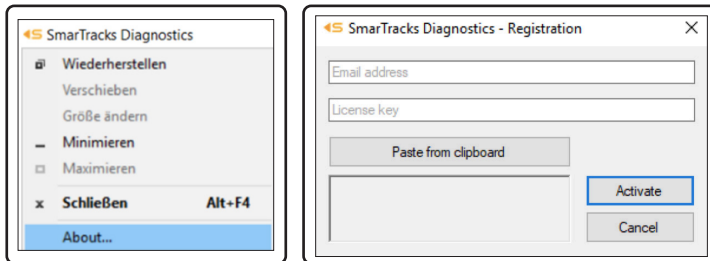 SmarTracks Diagnostics
Wiederherstellen
Verschieben
Größe ändern
Minimieren
Maximieren
Schließen Alt+F4
About...
SmarTracks Diagnostics - Registration
Email address
License key
Paste from clipboard
Activate
Cancel